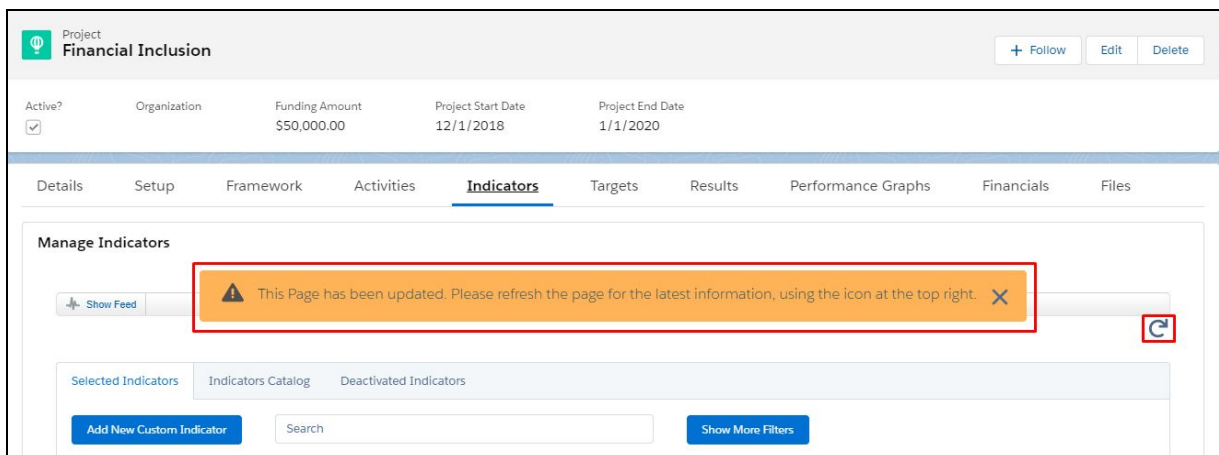 Project
Financial Inclusion
+ Follow Edit Delete
Active? Organization Funding Amount Project Start Date Project End Date
$50,000.00 12/1/2018 1/1/2020
Details Setup Framework Activities Indicators Targets Results Performance Graphs Financials Files
Manage Indicators
This Page has been updated. Please refresh the page for the latest information, using the icon at the top right.
Show Feed
Selected Indicators Indicators Catalog Deactivated Indicators
Add New Custom Indicator Search Show More Filters